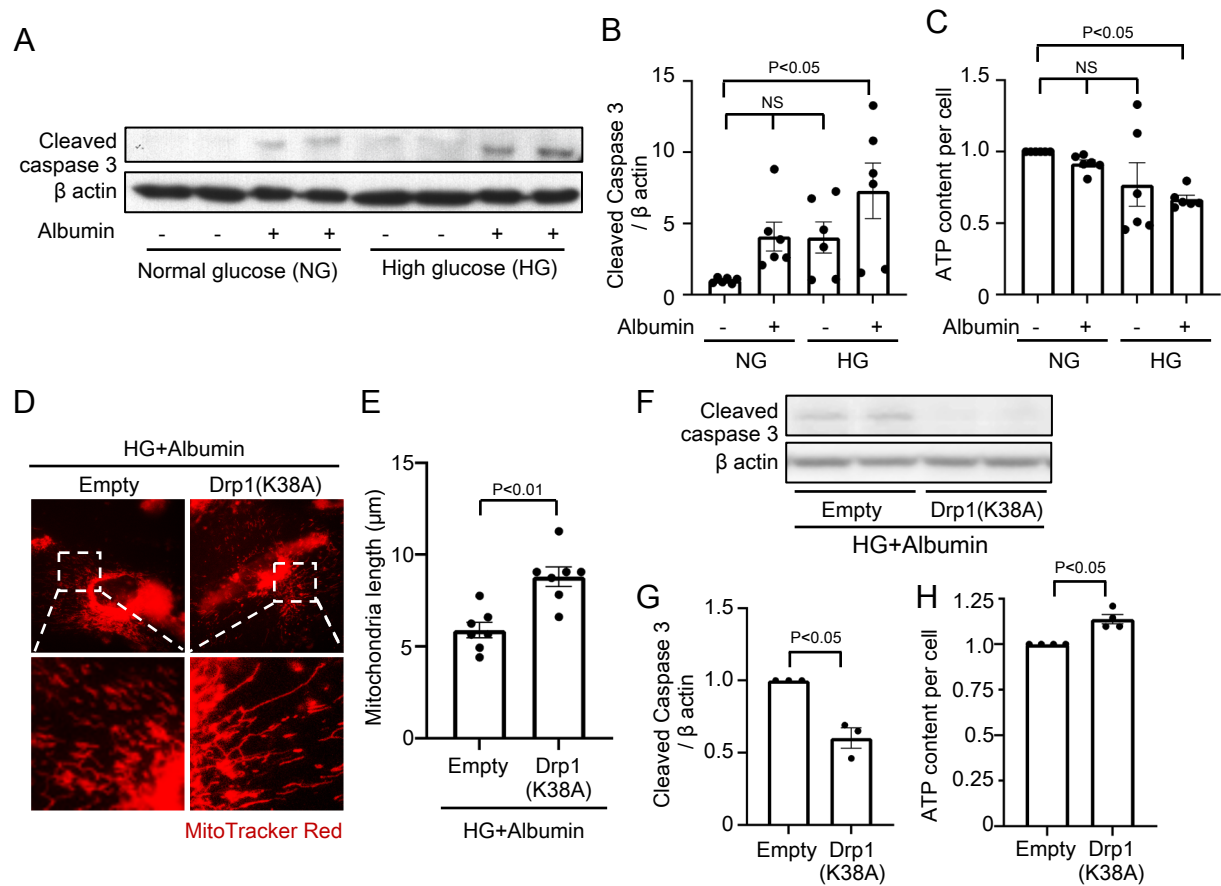 A
Cleaved
caspase 3
β actin
Albumin - - + + - - + +
Normal glucose (NG) High glucose (HG)
B
Cleaved Caspase 3
/ β actin
15
10
5
0
P<0.05
NS
Albumin - + - +
NG HG
C
ATP content per cell
1.5
1.0
0.5
0
P<0.05
NS
Albumin - + - +
NG HG
D
HG+Albumin
Empty Drp1(K38A)
MitoTracker Red
E
Mitochondria length (μm)
15
10
5
0
P<0.01
Empty Drp1
(K38A)
HG+Albumin
F
Cleaved
caspase 3
β actin
Empty Drp1(K38A)
HG+Albumin
G
Cleaved Caspase 3
/ β actin
1.5
1.0
0.5
0
P<0.05
Empty Drp1
(K38A)
H
ATP content per cell
1.25
1.0
0.75
0.5
0.25
0
P<0.05
Empty Drp1
(K38A)